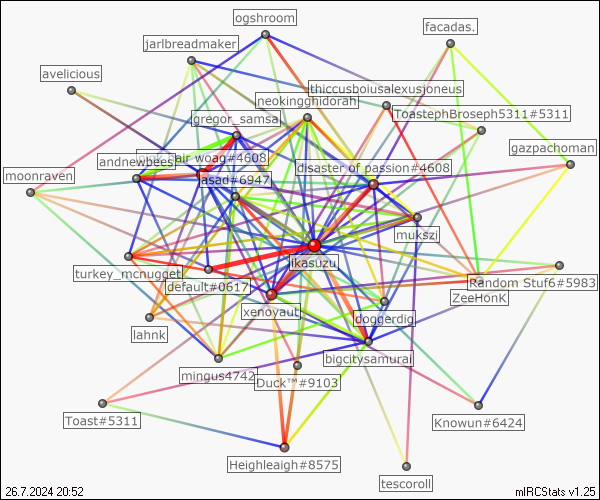 ogshroom
facadas.
jarlbreadmaker
avelicious
thiccusboiusalexusjoneus
neokingghidorah
ToastephBroseph5311#5311
gregor_samsa
gazpachoman
andrewbees
air woag#4608
disaster of passion#4608
moonraven
asad#6947
mukszi
ikasuzu
turkey_mcnugget
default#0617
Random Stuf6#5983
ZeeHonK
xenoyaut
doggerdig
lahnk
bigcitysamurai
mingus4742
Duck™#9103
Toast#5311
Knowun#6424
Heighleaigh#8575
tescoroll
26.7.2024 20:52
mIRCStats v1.25